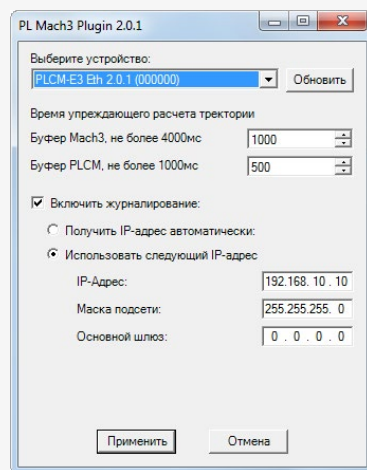 PL Mach3 Plugin 2.0.1
Выберите устройство:
PLCM-E3 Eth 2.0.1 (000000) Обновить
Время упреждающего расчета тректории
Буфер Mach3, не более 4000мс 1000
Буфер PLCM, не более 1000мс 500
Включить журналирование:
Получить IP-адрес автоматически:
Использовать следующий IP-адрес
IP-Адрес: 192.168. 10 . 10
Маска подсети: 255.255.255. 0
Основной шлюз: 0 . 0 . 0 . 0
Применить Отмена